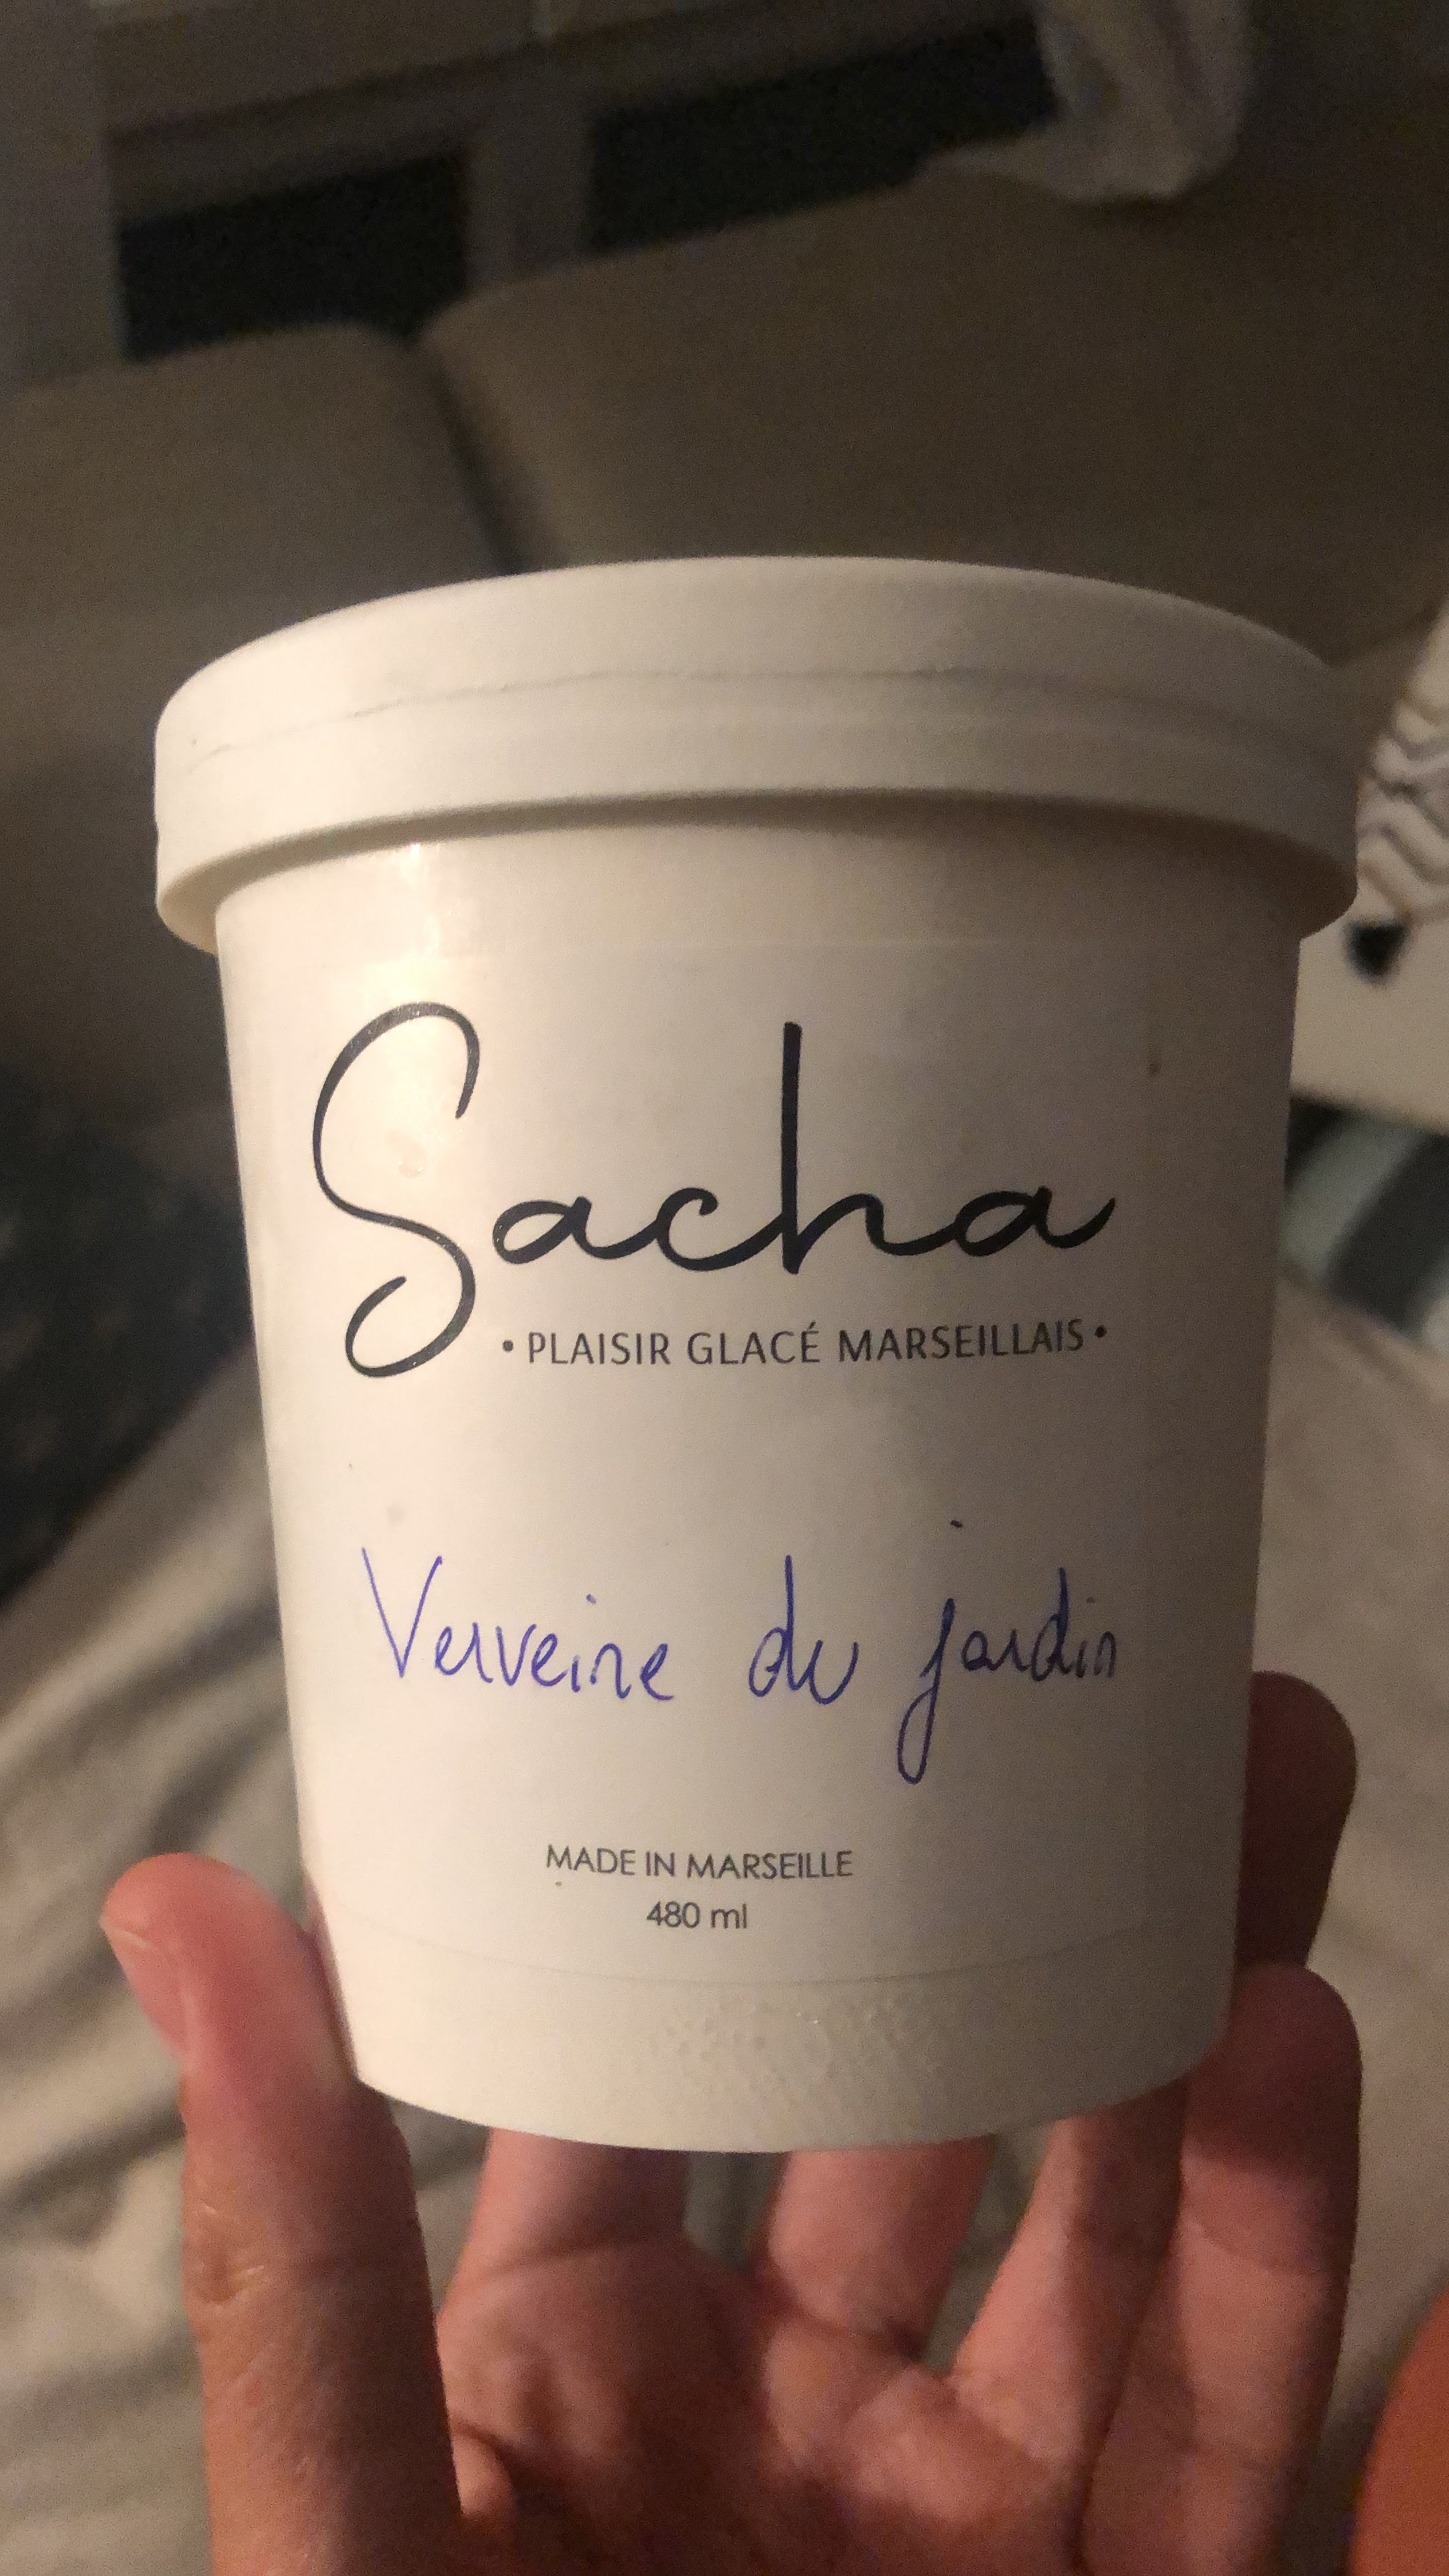 Sacha
• PLAISIR GLACÉ MARSEILLAIS •
Verveine du jardin
MADE IN MARSEILLE
480 ml